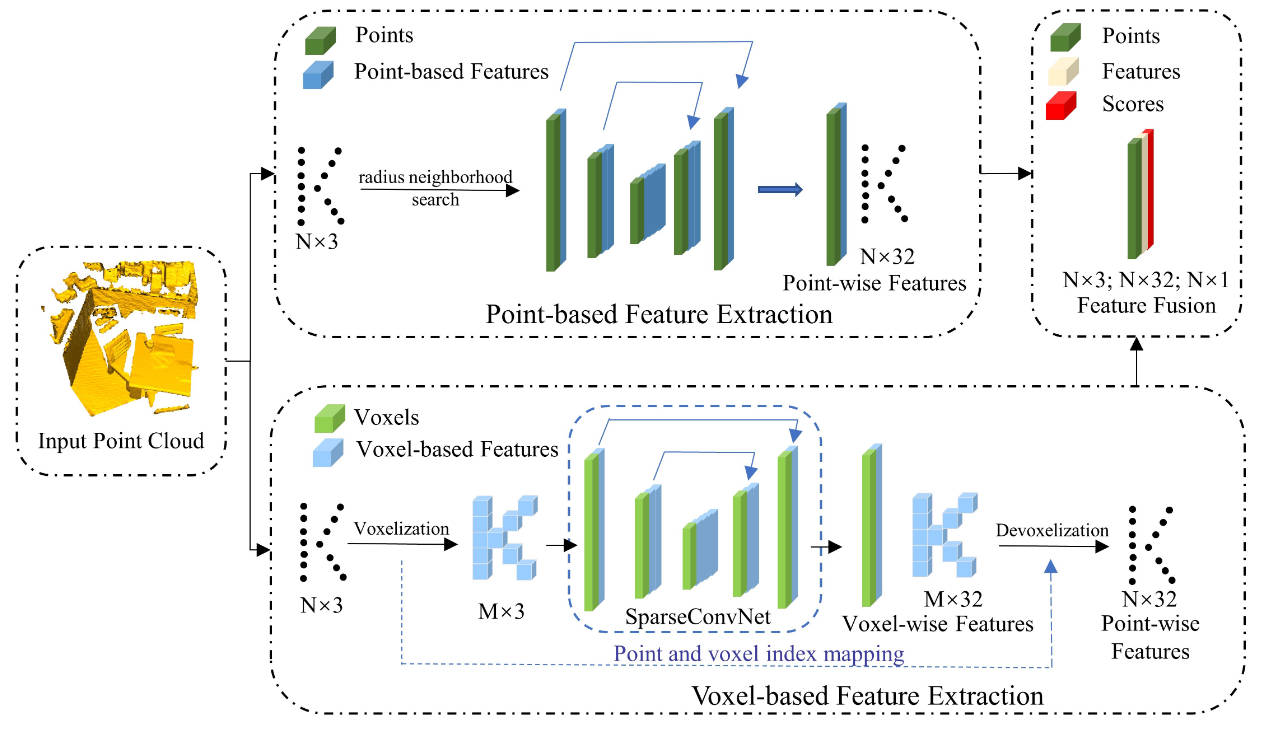 Points
Point-based Features
radius neighborhood
search
N×3
N×32
Point-wise Features
Point-based Feature Extraction
Points
Features
Scores
N×3; N×32; N×1
Feature Fusion
Input Point Cloud
Voxels
Voxel-based Features
Voxelization
N×3
M×3
SparseConvNet
M×32
Voxel-wise Features
Devoxelization
N×32
Point-wise
Features
Point and voxel index mapping
Voxel-based Feature Extraction